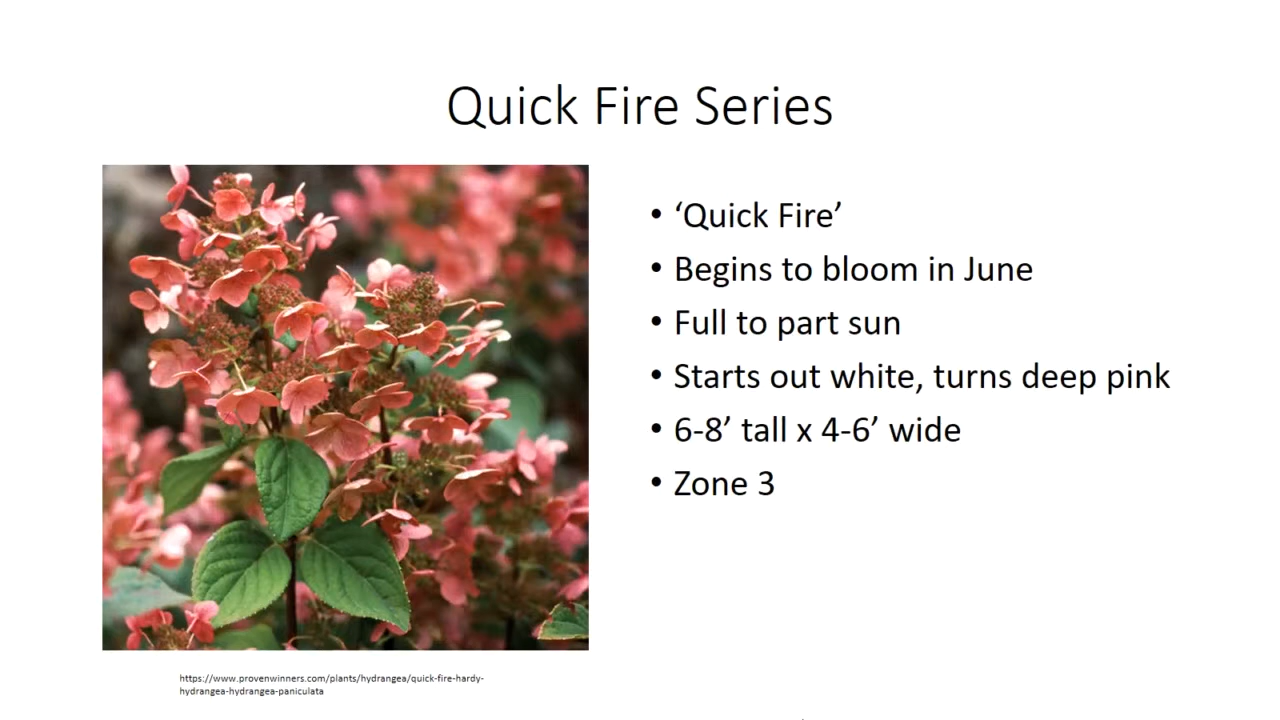 Quick Fire Series
• ‘Quick Fire’
• Begins to bloom in June
• Full to part sun
• Starts out white, turns deep pink
• 6-8’ tall x 4-6’ wide
• Zone 3
https://www.provenwinners.com/plants/hydrangea/quick-fire-hardy-
hydrangea-hydrangea-paniculata